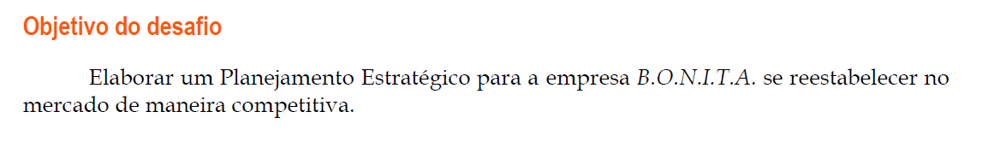 Objetivo do desafio
Elaborar um Planejamento Estratégico para a empresa B.O.N.I.T.A. se reestabelecer no
mercado de maneira competitiva.